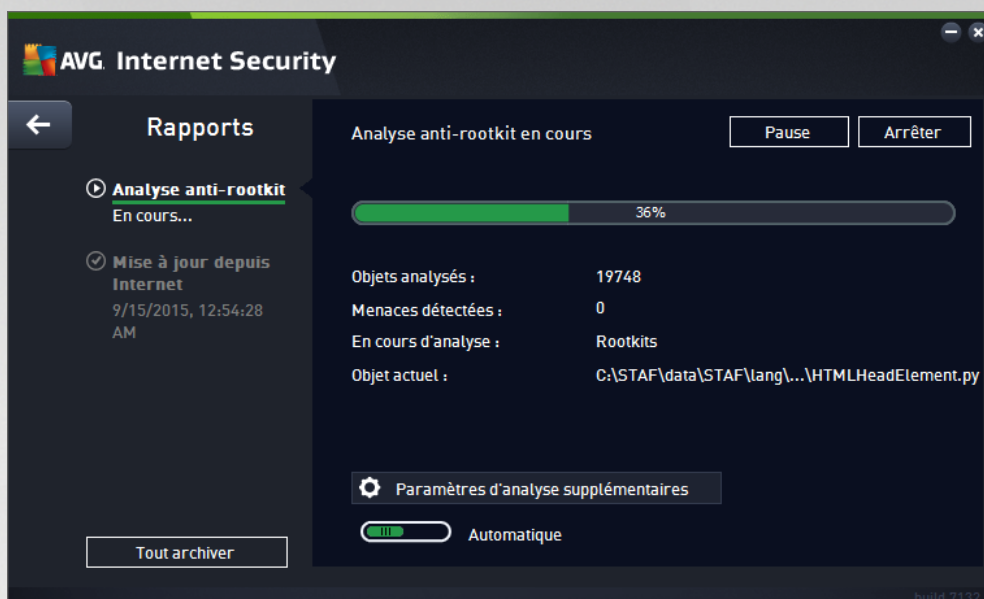 AVG. Internet Security
Rapports
Analyse anti-rootkit
En cours...
Mise à jour depuis
Internet
9/15/2015, 12:54:28
AM
Tout archiver
Analyse anti-rootkit en cours
Pause
Arrêter
36%
Objets analysés : 19748
Menaces détectées : 0
En cours d'analyse : Rootkits
Objet actuel : C:\STAF\data\STAF\lang\...\HTMLHeadElement.py
Paramètres d'analyse supplémentaires
Automatique
build 7132